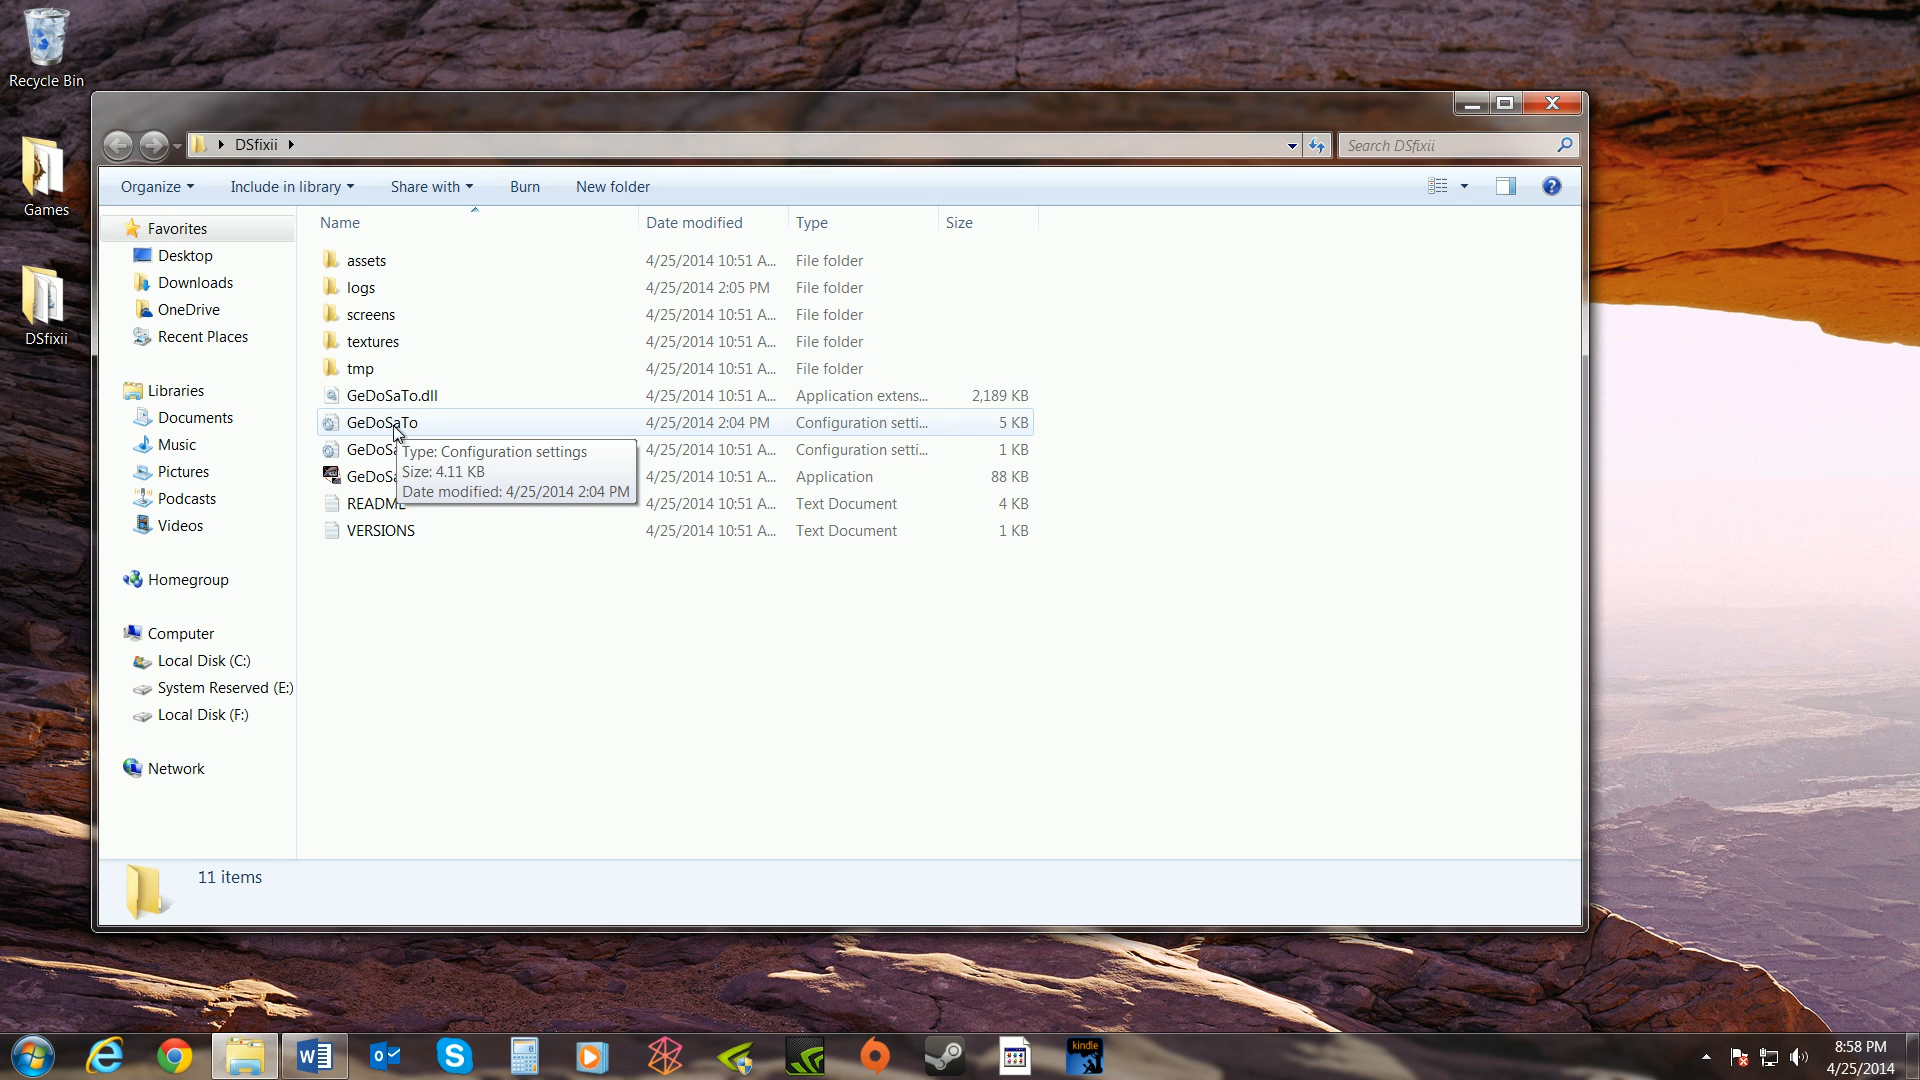 Recycle Bin
Games
DSfixii
DSfixii
Search DSfixii
Organize Include in library Share with Burn New folder
Name Date modified Type Size
Favorites
Desktop
Downloads
OneDrive
Recent Places
Libraries
Documents
Music
Pictures
Podcasts
Videos
Homegroup
Computer
Local Disk (C:)
System Reserved (E:)
Local Disk (F:)
Network
assets 4/25/2014 10:51 A... File folder
logs 4/25/2014 2:05 PM File folder
screens 4/25/2014 10:51 A... File folder
textures 4/25/2014 10:51 A... File folder
tmp 4/25/2014 10:51 A... File folder
GeDoSaTo.dll 4/25/2014 10:51 A... Application extens... 2,189 KB
GeDoSaTo 4/25/2014 2:04 PM Configuration setti... 5 KB
GeDoSa 4/25/2014 10:51 A... Configuration setti... 1 KB
GeDoSa 4/25/2014 10:51 A... Application 88 KB
README 4/25/2014 10:51 A... Text Document 4 KB
VERSIONS 4/25/2014 10:51 A... Text Document 1 KB
Type: Configuration settings
Size: 4.11 KB
Date modified: 4/25/2014 2:04 PM
11 items
kindle
8:58 PM
4/25/2014